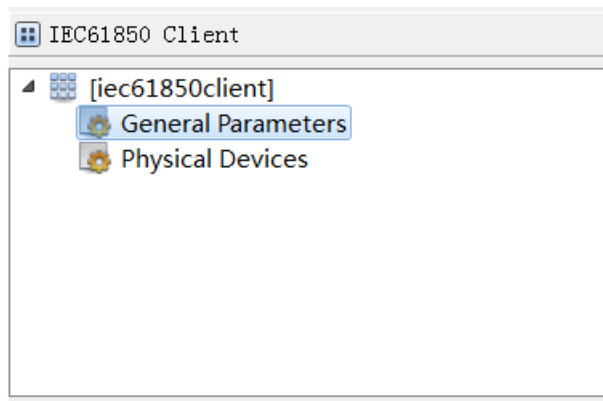 IEC61850 Client
[iec61850client]
General Parameters
Physical Devices